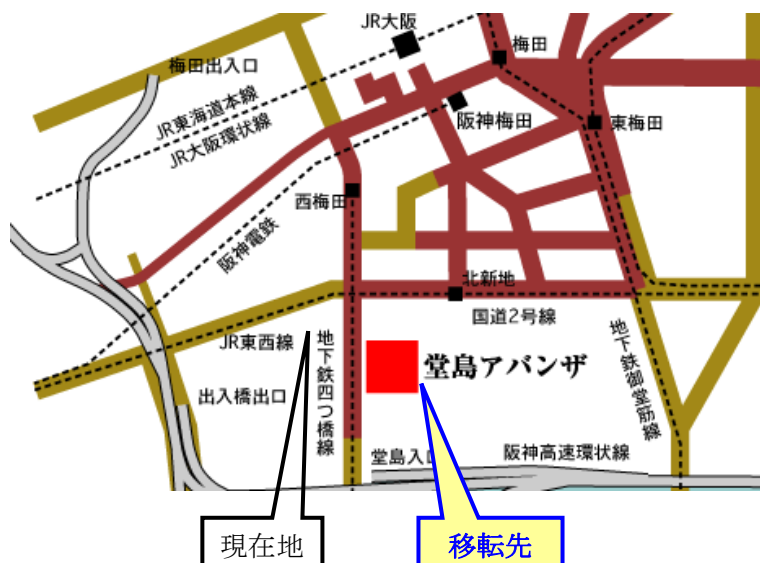 JR大阪
梅田
梅田出入口
JR東海道本線
JR大阪環状線
阪神梅田
東梅田
西梅田
阪神電鉄
北新地
国道2号線
JR東西線
地下鉄四つ橋線
堂島アバンザ
地下鉄御堂筋線
出入橋出口
堂島入口
阪神高速環状線
現在地
移転先